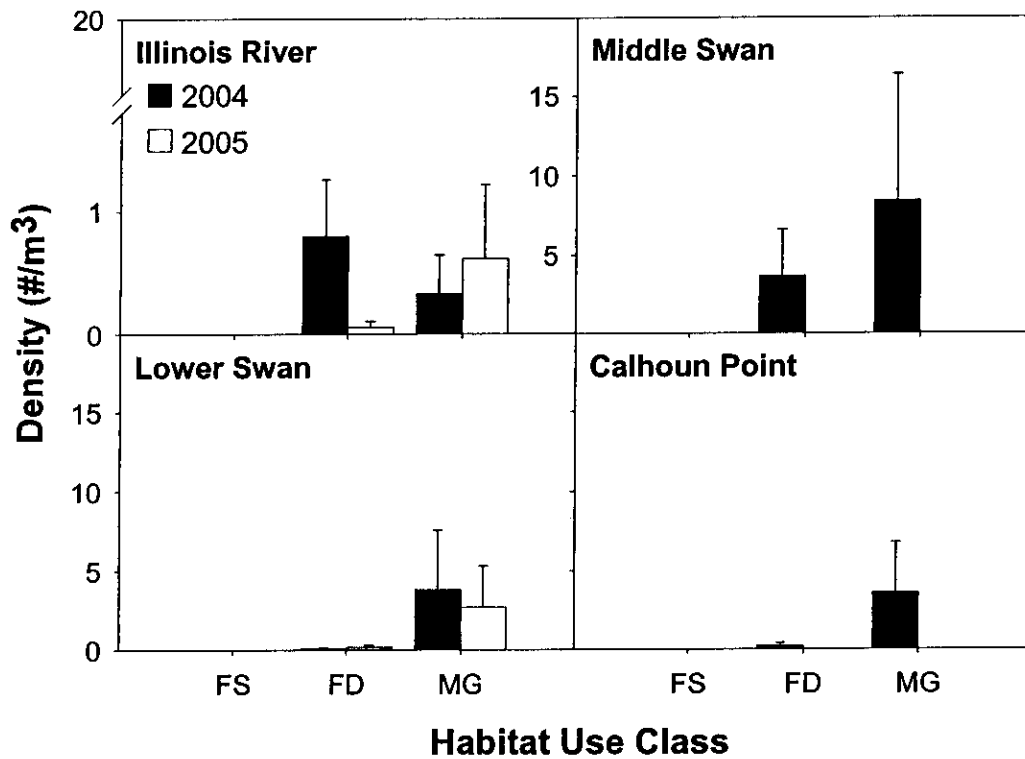 20
Illinois River
2004
2005
1
0
Density (#/m³)
Middle Swan
15
10
5
Lower Swan
15
10
5
0
Calhoun Point
FS FD MG
FS FD MG
Habitat Use Class